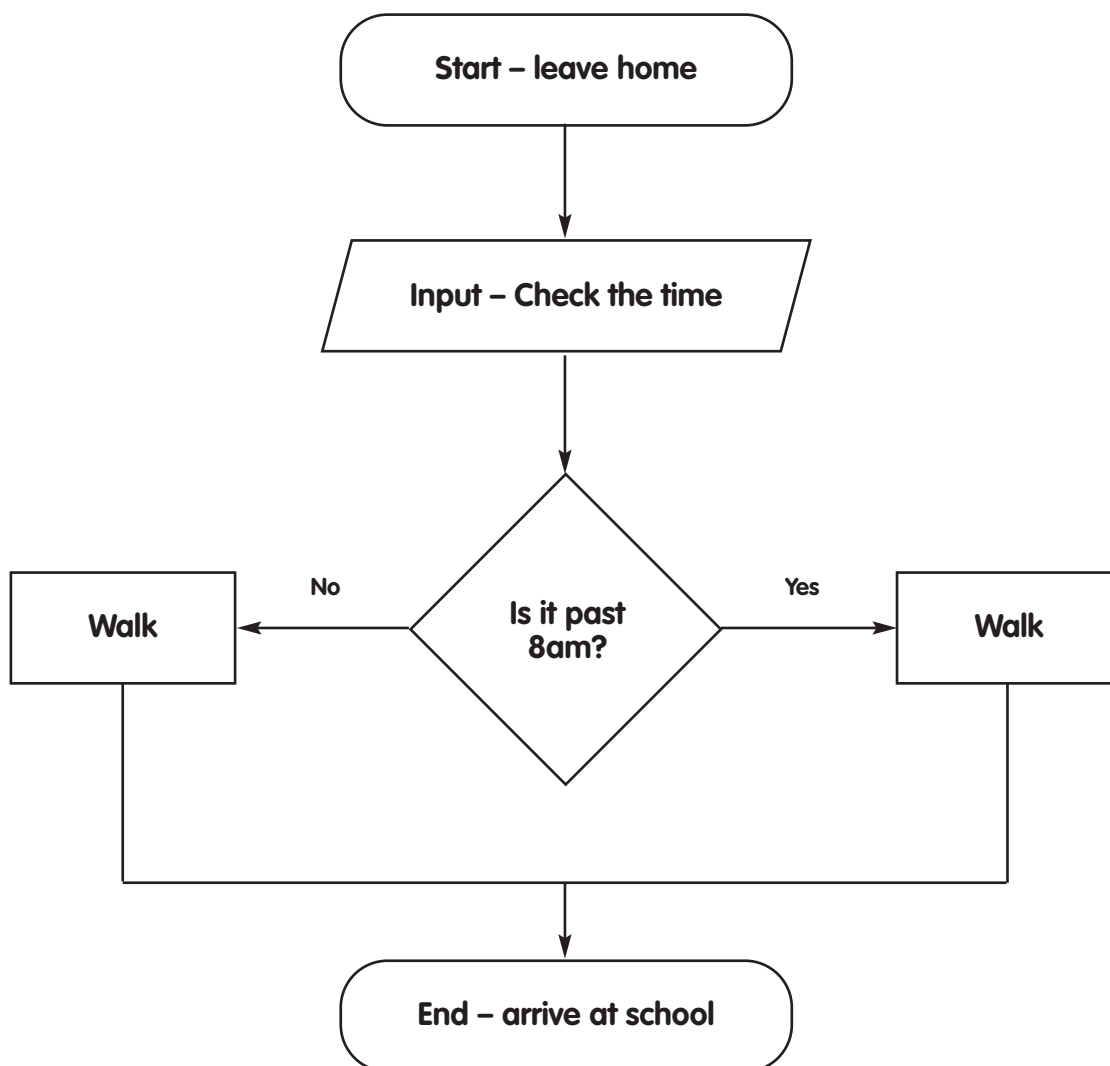 Start – leave home
Input – Check the time
No
Yes
Walk
Is it past
8am?
Walk
End – arrive at school